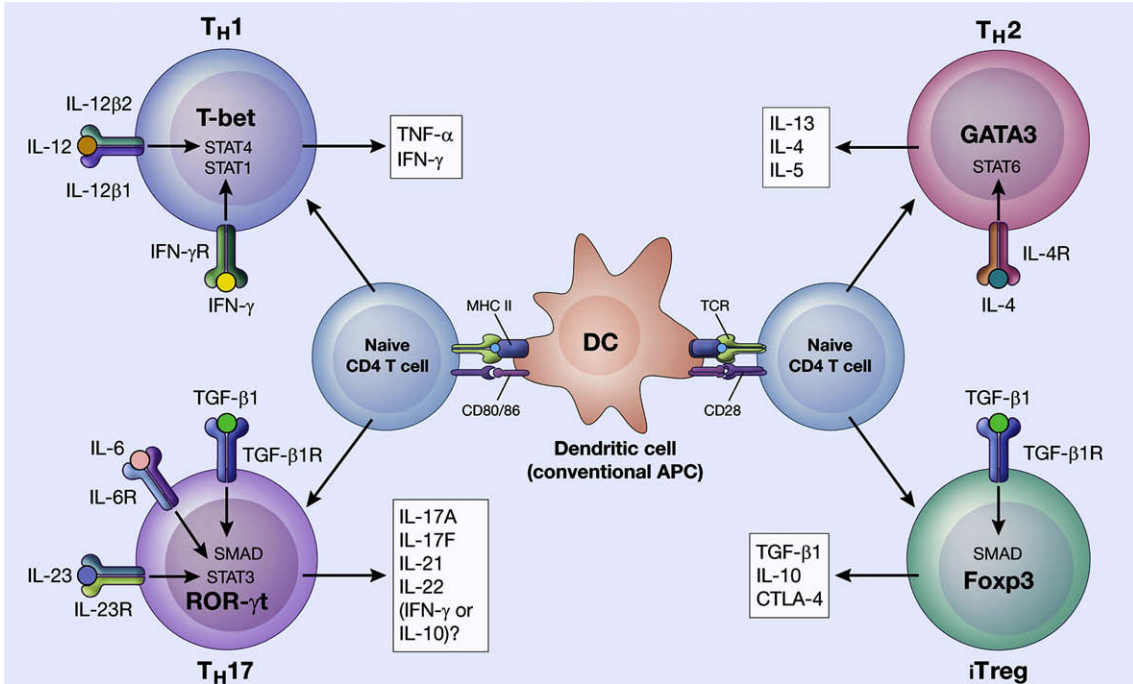 T_H1
IL-12β2
IL-12
IL-12β1
T-bet
STAT4
STAT1
IFN-γR
IFN-γ
TNF-α
IFN-γ
T_H2
IL-13
IL-4
IL-5
GATA3
STAT6
IL-4R
IL-4
Naive
CD4 T cell
MHC II
CD80/86
DC
Dendritic cell
(conventional APC)
TCR
CD28
Naive
CD4 T cell
TGF-β1
TGF-β1R
IL-6
IL-6R
IL-23
IL-23R
SMAD
STAT3
ROR-γt
T_H17
IL-17A
IL-17F
IL-21
IL-22
(IFN-γ or
IL-10)?
TGF-β1
TGF-β1R
SMAD
Foxp3
TGF-β1
IL-10
CTLA-4
iTreg